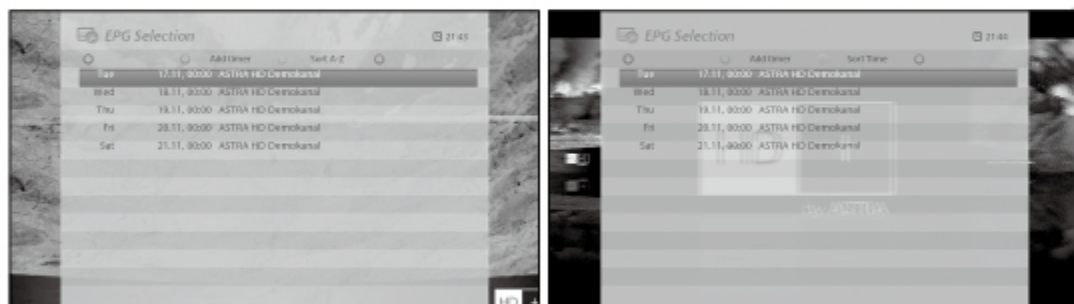 EPG Selection 21:43
Add timer Sort A-Z
Tue 17.11, 00:00 ASTRA HD Demokanal
Wed 18.11, 00:00 ASTRA HD Demokanal
Thu 19.11, 00:00 ASTRA HD Demokanal
Fri 20.11, 00:00 ASTRA HD Demokanal
Sat 21.11, 00:00 ASTRA HD Demokanal
HD +
EPG Selection 21:44
Add timer Sort Time
Tue 17.11, 00:00 ASTRA HD Demokanal
Wed 18.11, 00:00 ASTRA HD Demokanal
Thu 19.11, 00:00 ASTRA HD Demokanal
Fri 20.11, 00:00 ASTRA HD Demokanal
Sat 21.11, 00:00 ASTRA HD Demokanal
HD
ASTRA